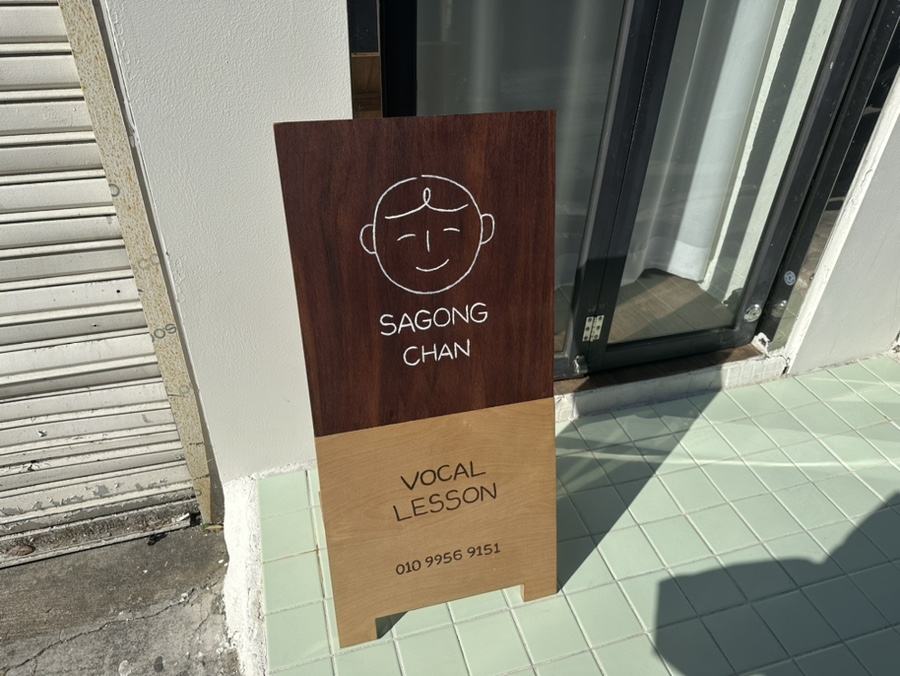 SAGONG
CHAN
VOCAL
LESSON
010 9956 9151